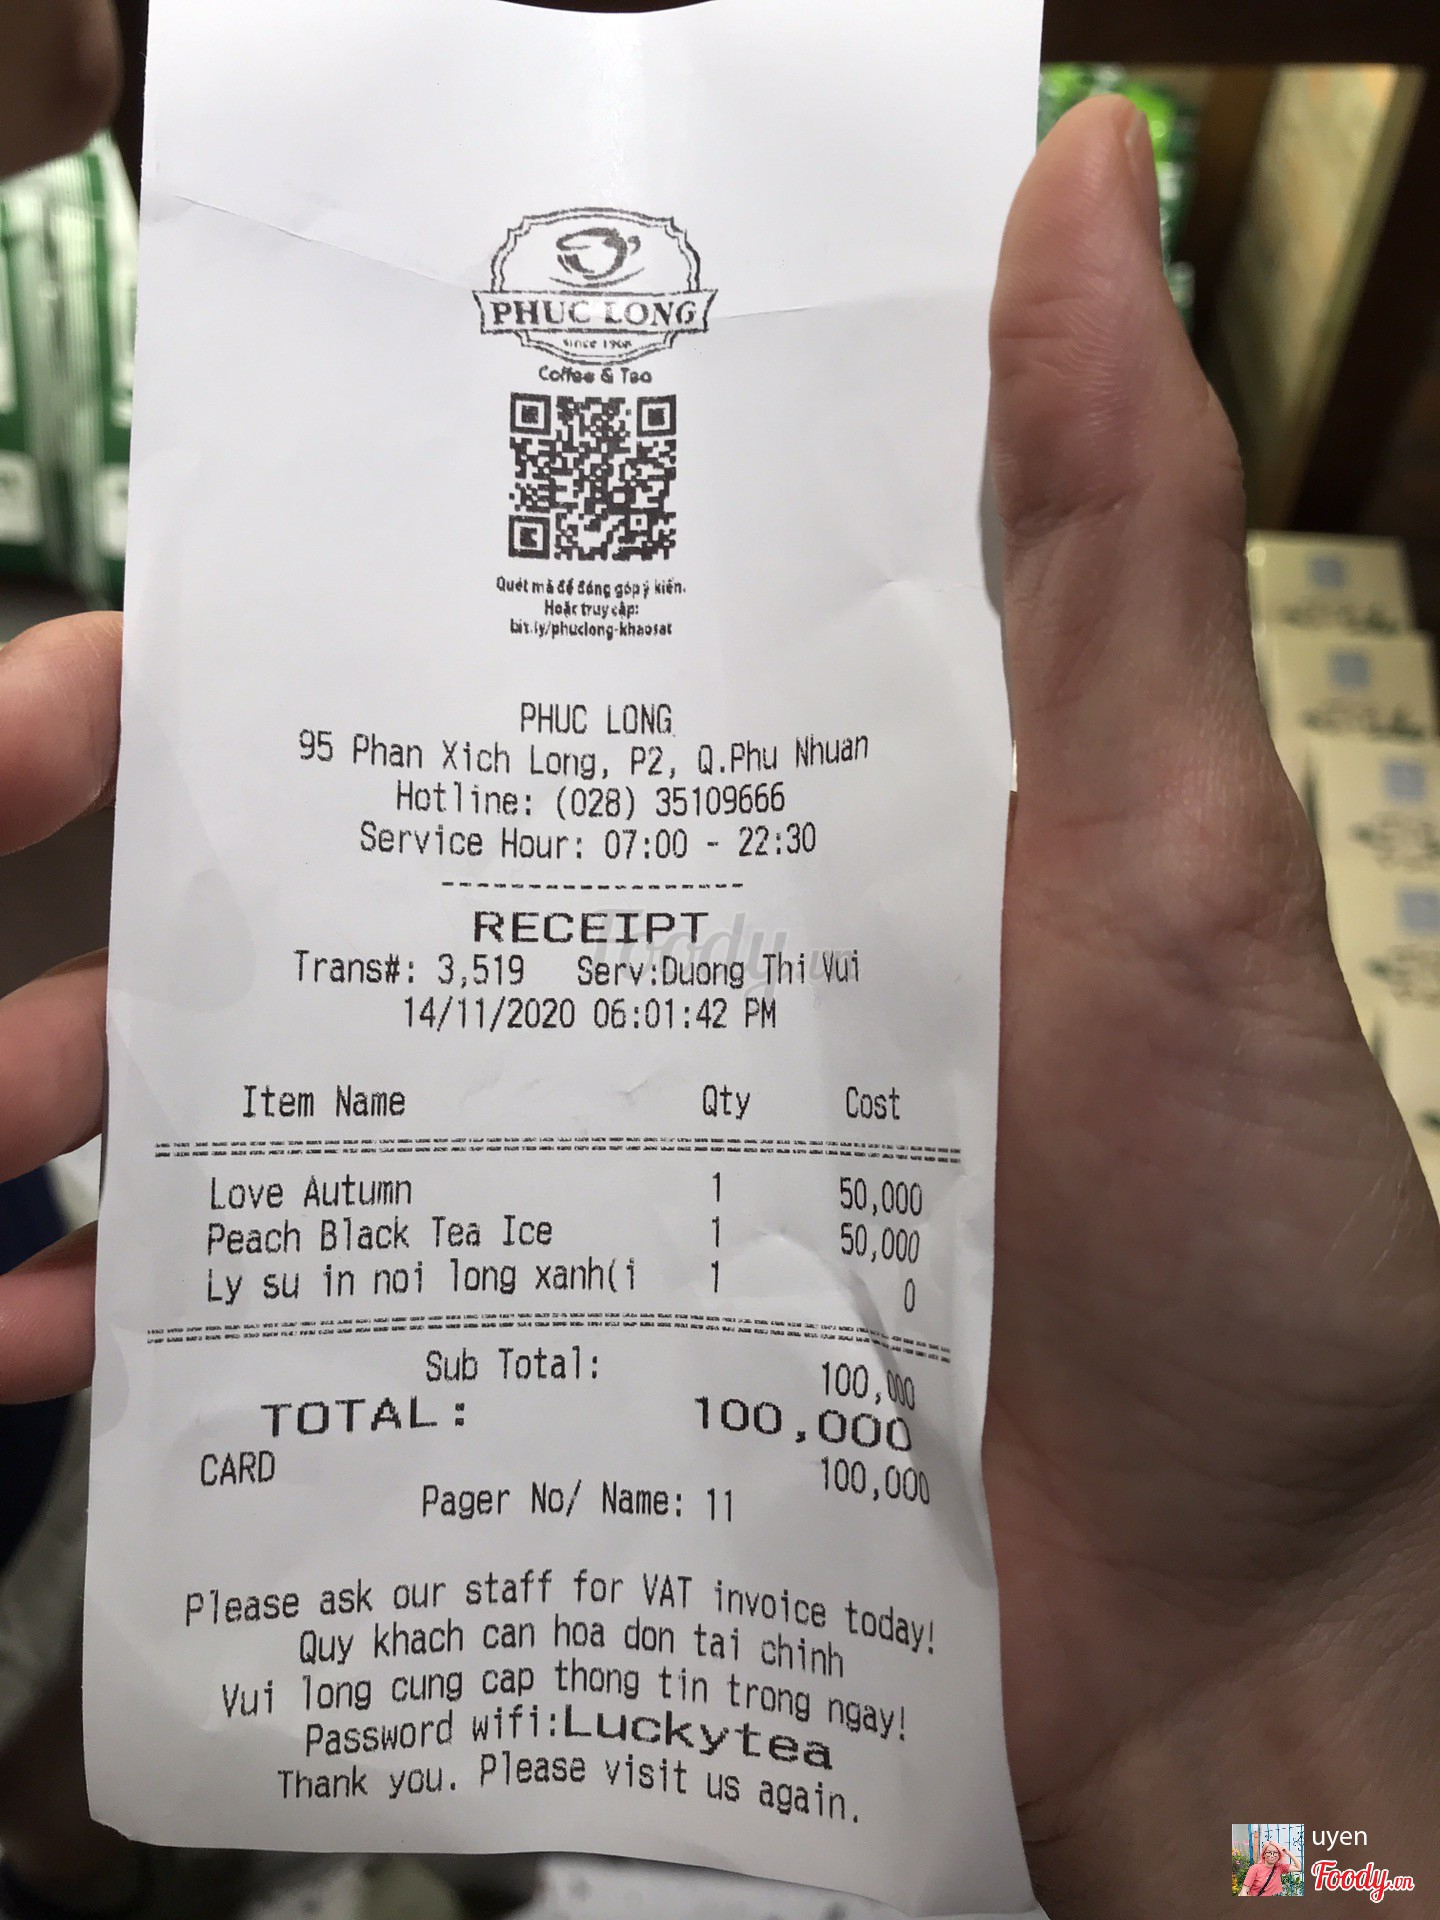 PHUC LONG
since 1968
Coffee & Tea
Quét mã để đóng góp ý kiến.
Hoặc truy cập:
bit.ly/phuclong-khaosat
PHUC LONG
95 Phan Xich Long, P2, Q.Phu Nhuan
Hotline: (028) 35109666
Service Hour: 07:00 - 22:30
RECEIPT
Foody.vn
Trans#: 3,519 Serv:Duong Thi Vui
14/11/2020 06:01:42 PM
Item Name Qty Cost
Love Autumn 1 50,000
Peach Black Tea Ice 1 50,000
Ly su in noi long xanh(i 1 0
Sub Total: 100,000
TOTAL: 100,000
CARD 100,000
Pager No/ Name: 11
Please ask our staff for VAT invoice today!
Quy khach can hoa don tai chinh
Vui long cung cap thong tin trong ngay!
Password wifi:Luckytea
Thank you. Please visit us again.
uyen
Foody.vn